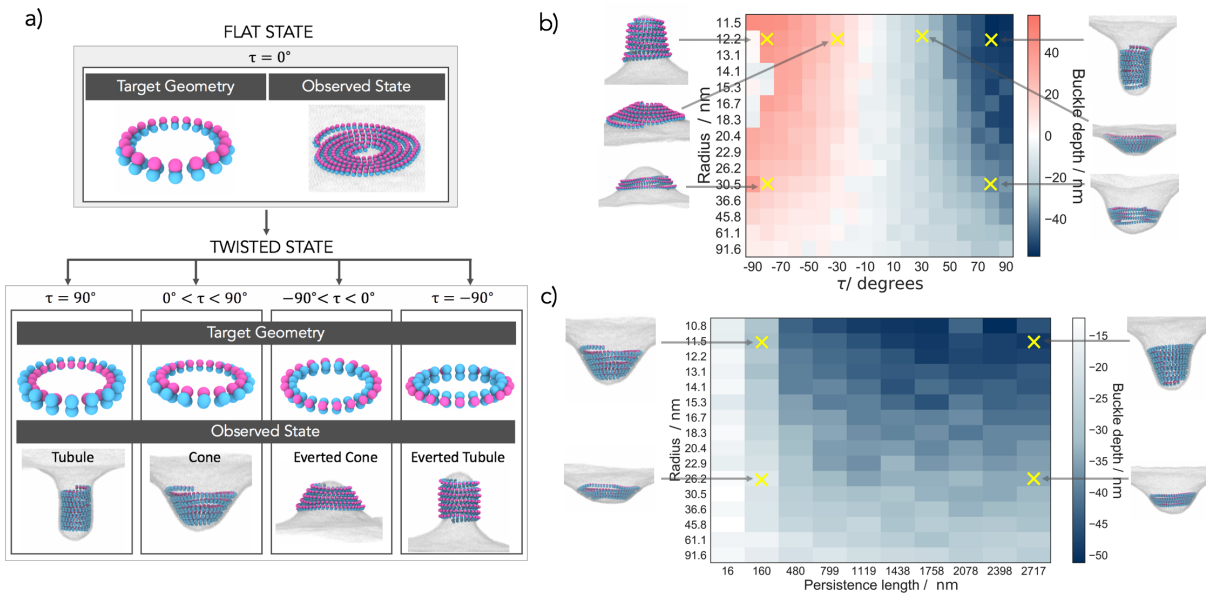 a)
FLAT STATE
τ = 0°
Target Geometry
Observed State
TWISTED STATE
τ = 90°
0° < τ < 90°
−90°< τ < 0°
τ = −90°
Target Geometry
Observed State
Tubule
Cone
Everted Cone
Everted Tubule
b)
Radius / nm
11.5
12.2
13.1
14.1
15.3
16.7
18.3
20.4
22.9
26.2
30.5
36.6
45.8
61.1
91.6
-90 -70 -50 -30 -10 10 30 50 70 90
τ/ degrees
40
20
0
−20
−40
Buckle depth / nm
c)
Radius / nm
10.8
11.5
12.2
13.1
14.1
15.3
16.7
18.3
20.4
22.9
26.2
30.5
36.6
45.8
61.1
91.6
16 160 480 799 1119 1438 1758 2078 2398 2717
Persistence length / nm
−15
−20
−25
−30
−35
−40
−45
−50
Buckle depth / nm